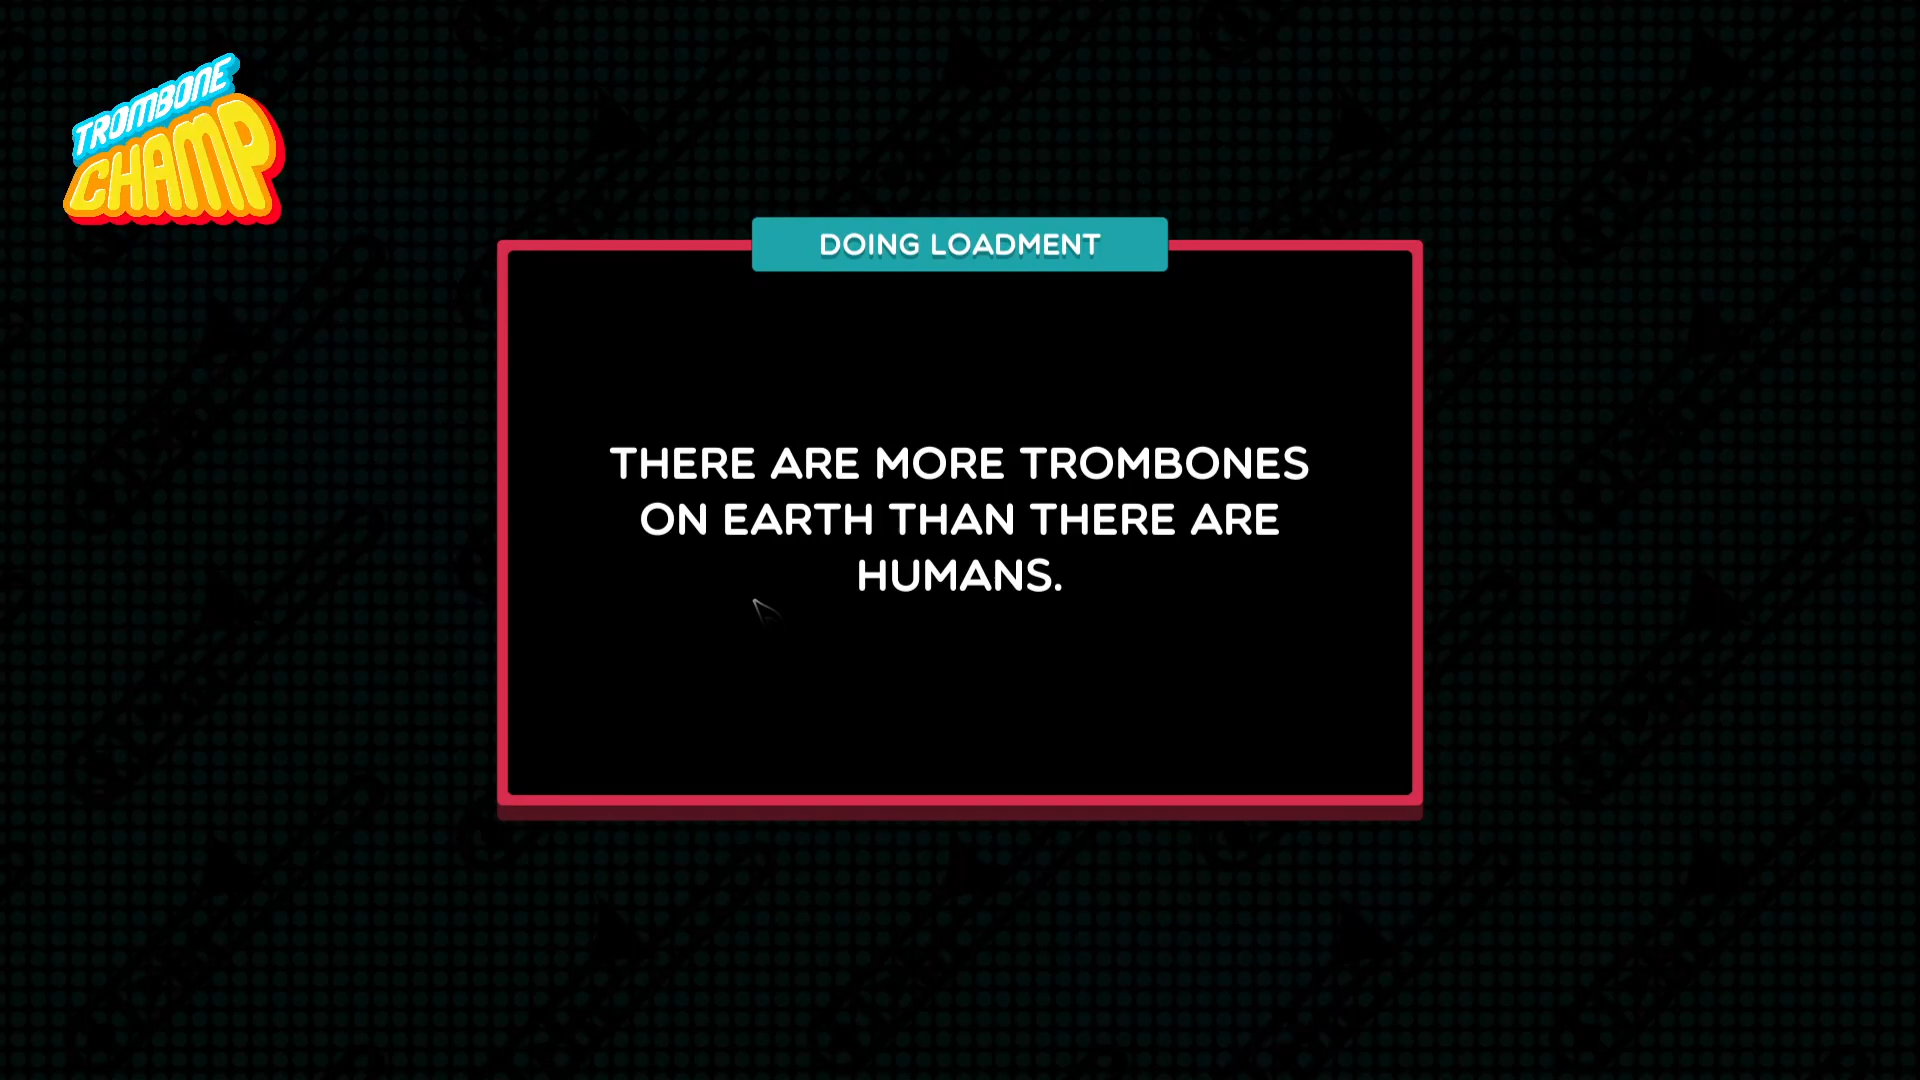 TROMBONE
CHAMP
DOING LOADMENT
THERE ARE MORE TROMBONES
ON EARTH THAN THERE ARE
HUMANS.